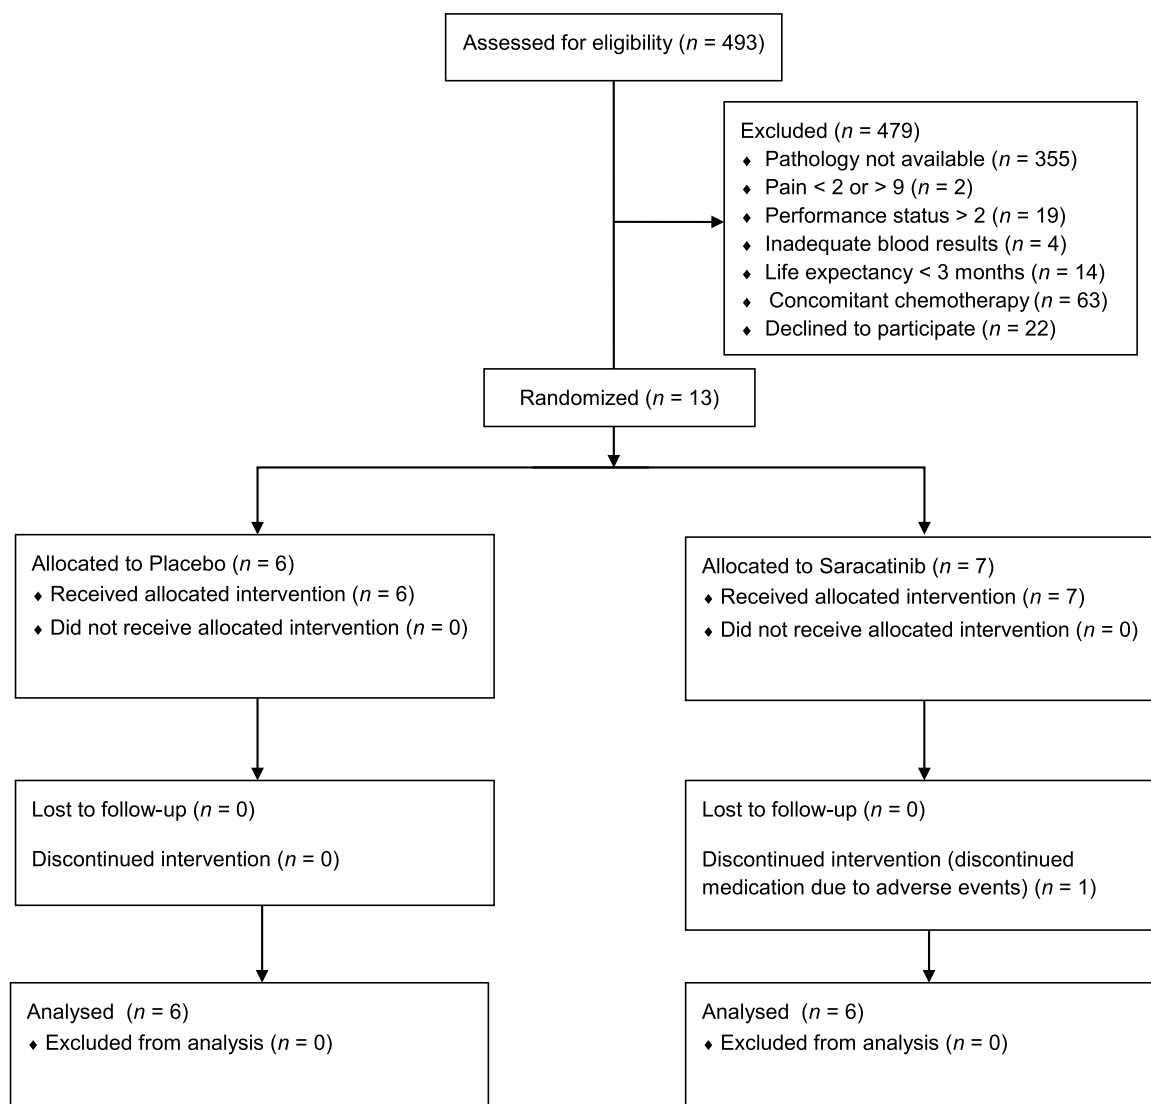 Assessed for eligibility (n = 493)
Excluded (n = 479)
♦ Pathology not available (n = 355)
♦ Pain < 2 or > 9 (n = 2)
♦ Performance status > 2 (n = 19)
♦ Inadequate blood results (n = 4)
♦ Life expectancy < 3 months (n = 14)
♦ Concomitant chemotherapy (n = 63)
♦ Declined to participate (n = 22)
Randomized (n = 13)
Allocated to Placebo (n = 6)
♦ Received allocated intervention (n = 6)
♦ Did not receive allocated intervention (n = 0)
Allocated to Saracatinib (n = 7)
♦ Received allocated intervention (n = 7)
♦ Did not receive allocated intervention (n = 0)
Lost to follow-up (n = 0)
Discontinued intervention (n = 0)
Lost to follow-up (n = 0)
Discontinued intervention (discontinued
medication due to adverse events) (n = 1)
Analysed (n = 6)
♦ Excluded from analysis (n = 0)
Analysed (n = 6)
♦ Excluded from analysis (n = 0)